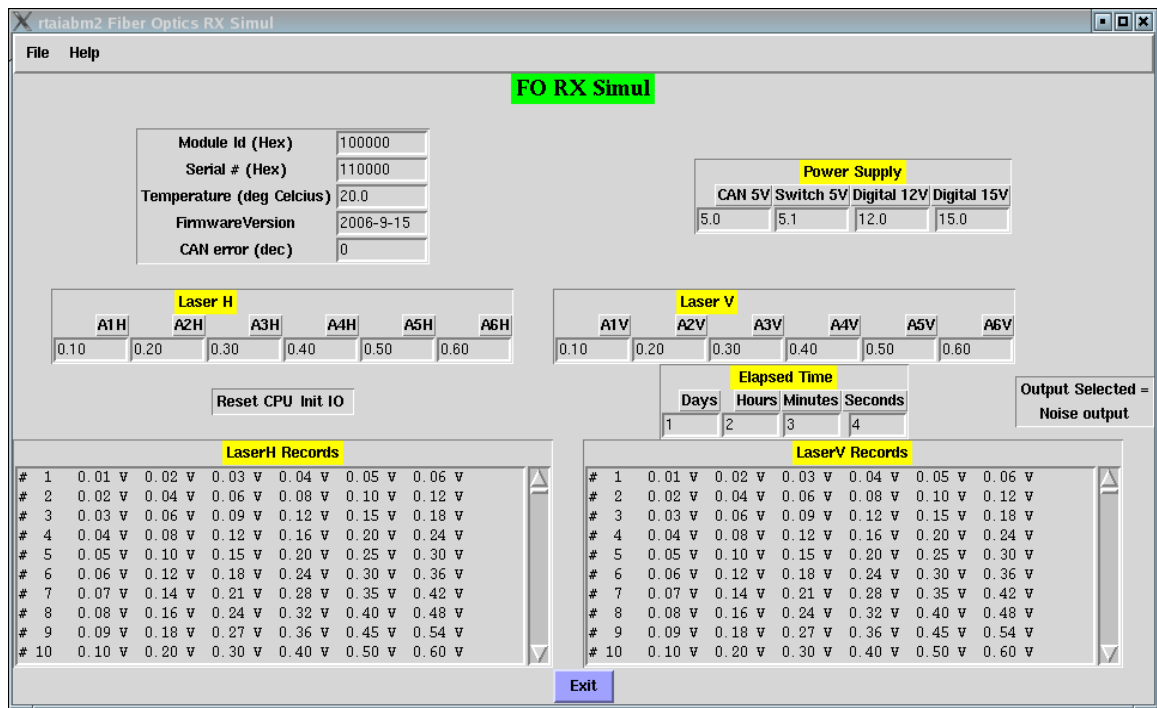 rtaiabm2 Fiber Optics RX Simul
File Help
FO RX Simul
Module Id (Hex) 100000
Serial # (Hex) 110000
Temperature (deg Celcius) 20.0
FirmwareVersion 2006-9-15
CAN error (dec) 0
Power Supply
CAN 5V Switch 5V Digital 12V Digital 15V
5.0 5.1 12.0 15.0
Laser H
A1H A2H A3H A4H A5H A6H
0.10 0.20 0.30 0.40 0.50 0.60
Laser V
A1V A2V A3V A4V A5V A6V
0.10 0.20 0.30 0.40 0.50 0.60
Reset CPU Init IO
Elapsed Time
Days Hours Minutes Seconds
1 2 3 4
Output Selected =
Noise output
LaserH Records
# 1 0.01 V 0.02 V 0.03 V 0.04 V 0.05 V 0.06 V
# 2 0.02 V 0.04 V 0.06 V 0.08 V 0.10 V 0.12 V
# 3 0.03 V 0.06 V 0.09 V 0.12 V 0.15 V 0.18 V
# 4 0.04 V 0.08 V 0.12 V 0.16 V 0.20 V 0.24 V
# 5 0.05 V 0.10 V 0.15 V 0.20 V 0.25 V 0.30 V
# 6 0.06 V 0.12 V 0.18 V 0.24 V 0.30 V 0.36 V
# 7 0.07 V 0.14 V 0.21 V 0.28 V 0.35 V 0.42 V
# 8 0.08 V 0.16 V 0.24 V 0.32 V 0.40 V 0.48 V
# 9 0.09 V 0.18 V 0.27 V 0.36 V 0.45 V 0.54 V
# 10 0.10 V 0.20 V 0.30 V 0.40 V 0.50 V 0.60 V
LaserV Records
# 1 0.01 V 0.02 V 0.03 V 0.04 V 0.05 V 0.06 V
# 2 0.02 V 0.04 V 0.06 V 0.08 V 0.10 V 0.12 V
# 3 0.03 V 0.06 V 0.09 V 0.12 V 0.15 V 0.18 V
# 4 0.04 V 0.08 V 0.12 V 0.16 V 0.20 V 0.24 V
# 5 0.05 V 0.10 V 0.15 V 0.20 V 0.25 V 0.30 V
# 6 0.06 V 0.12 V 0.18 V 0.24 V 0.30 V 0.36 V
# 7 0.07 V 0.14 V 0.21 V 0.28 V 0.35 V 0.42 V
# 8 0.08 V 0.16 V 0.24 V 0.32 V 0.40 V 0.48 V
# 9 0.09 V 0.18 V 0.27 V 0.36 V 0.45 V 0.54 V
# 10 0.10 V 0.20 V 0.30 V 0.40 V 0.50 V 0.60 V
Exit